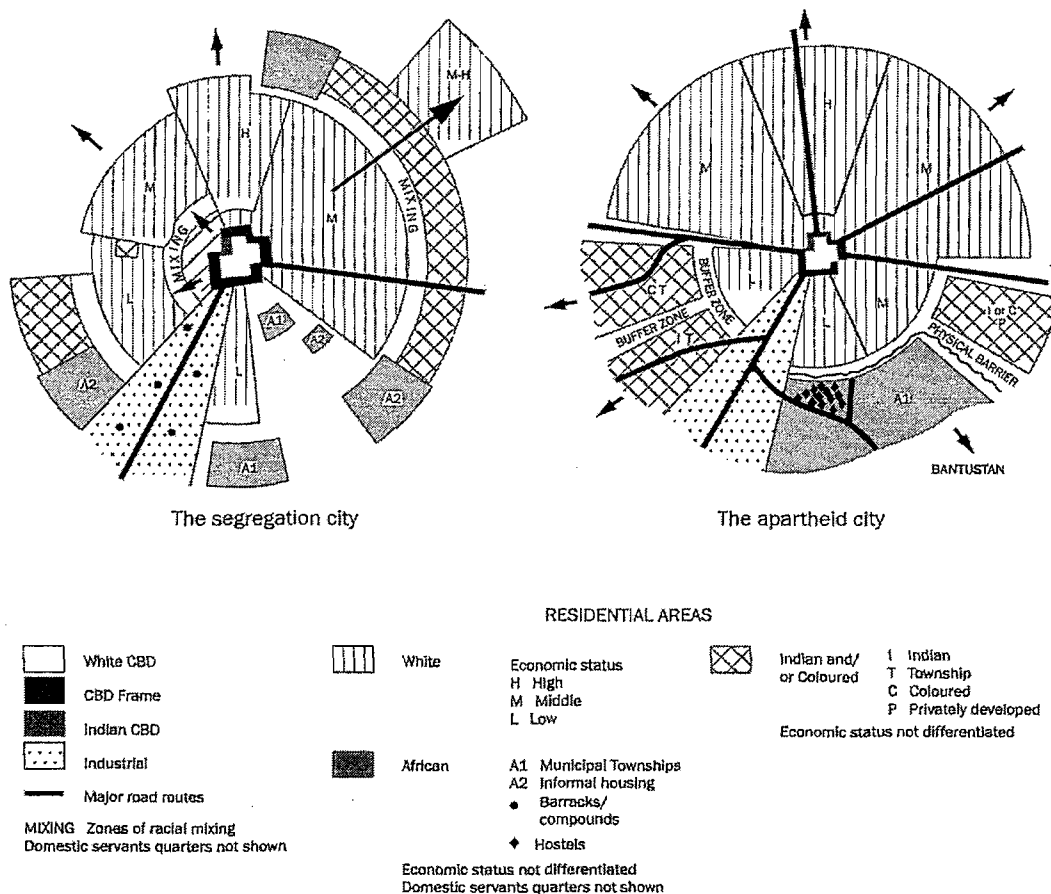 M-H
H
M
M
MIXING
MIXING
L
A1
A2
A2
L
A2
A1
The segregation city
H
M
M
C T
BUFFER ZONE
L
BUFFER ZONE
I T
L
M
I or C
P
PHYSICAL BARRIER
A1
BANTUSTAN
The apartheid city
RESIDENTIAL AREAS
White CBD
CBD Frame
Indian CBD
Industrial
Major road routes
MIXING Zones of racial mixing
Domestic servants quarters not shown
White
Economic status
H High
M Middle
L Low
African
A1 Municipal Townships
A2 Informal housing
Barracks/
compounds
Hostels
Economic status not differentiated
Domestic servants quarters not shown
Indian and/
or Coloured
I Indian
T Township
C Coloured
P Privately developed
Economic status not differentiated